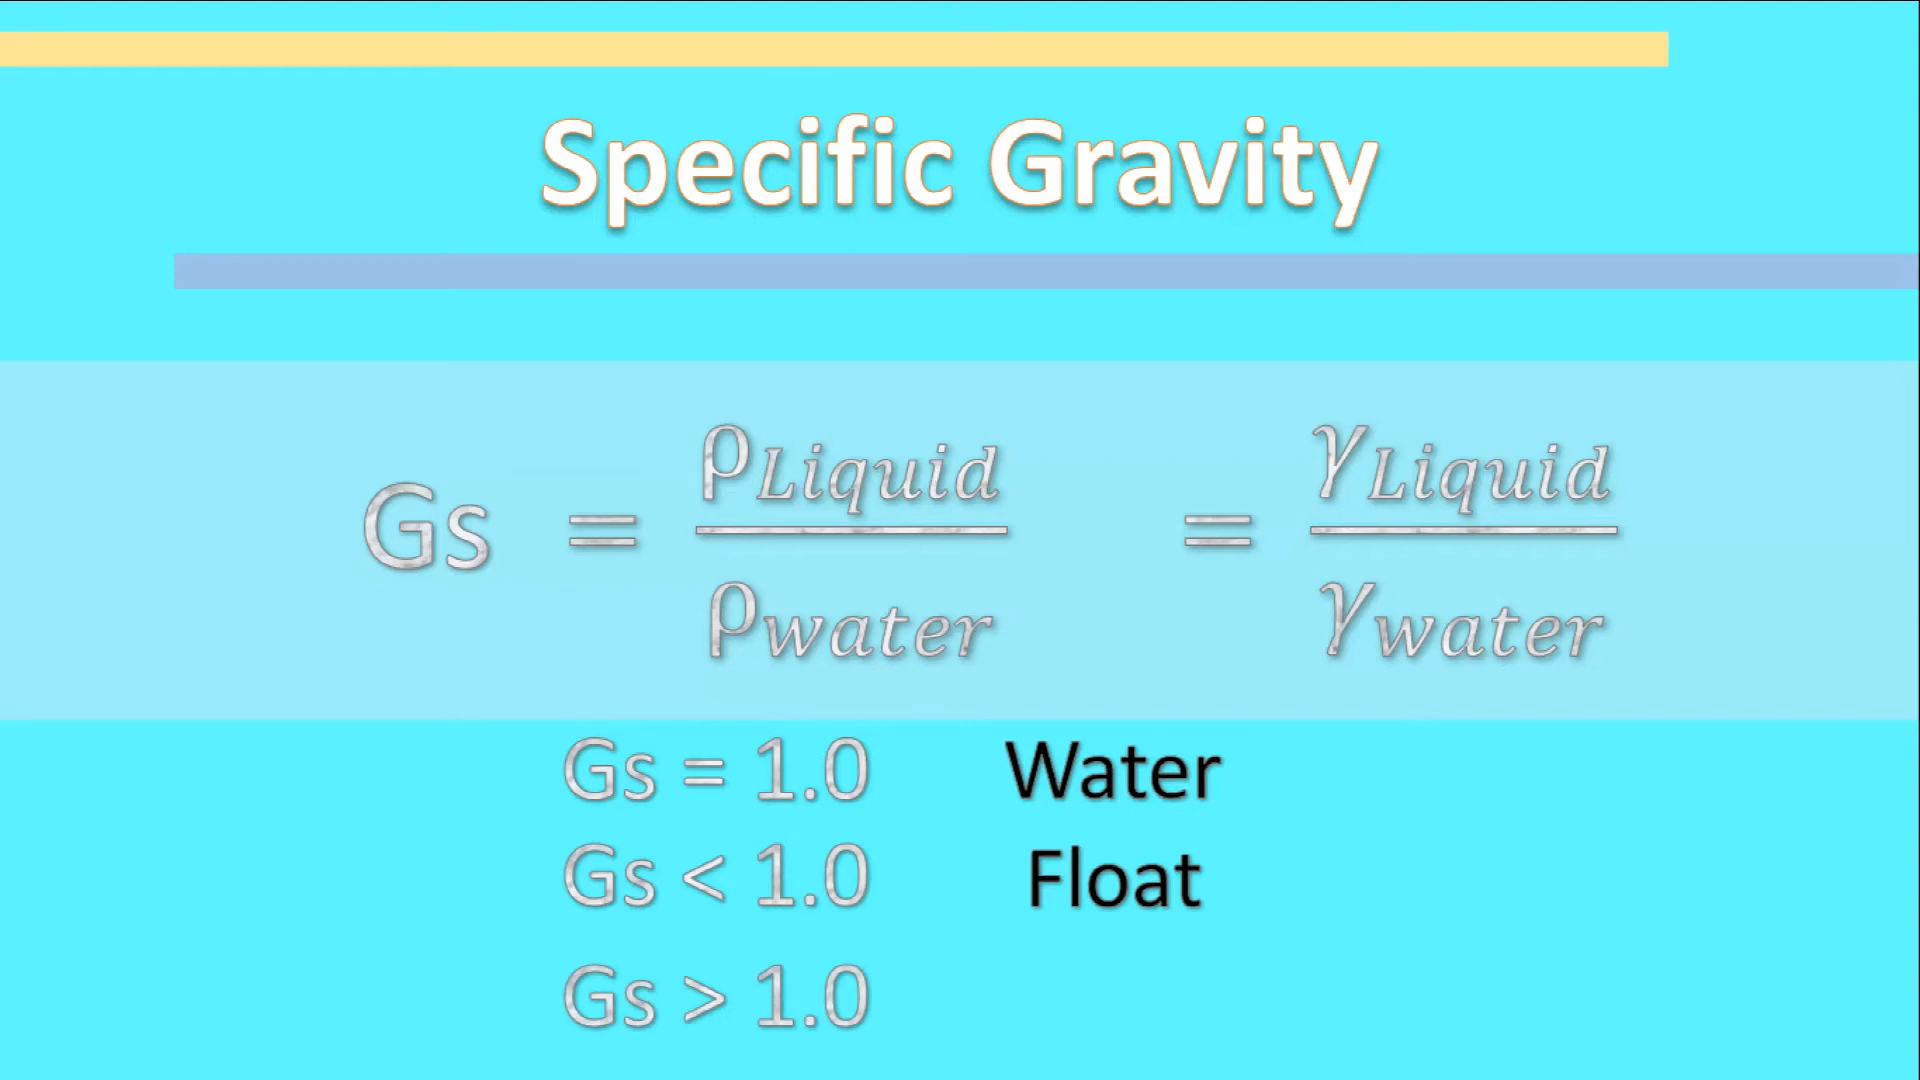 Specific Gravity
Gs = ρLiquid / ρwater = γLiquid / γwater
Gs = 1.0 Water
Gs < 1.0 Float
Gs > 1.0